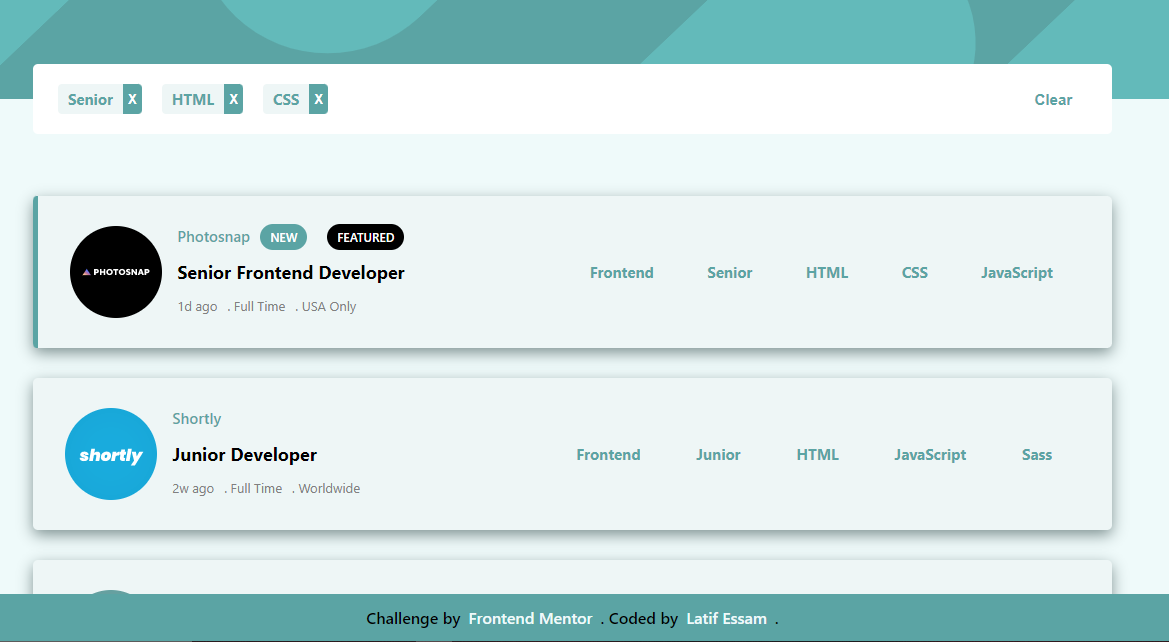 Senior X HTML X CSS X Clear
Photosnap NEW FEATURED
PHOTOSNAP
Senior Frontend Developer
1d ago . Full Time . USA Only
Frontend Senior HTML CSS JavaScript
Shortly
shortly
Junior Developer
2w ago . Full Time . Worldwide
Frontend Junior HTML JavaScript Sass
Challenge by Frontend Mentor . Coded by Latif Essam .